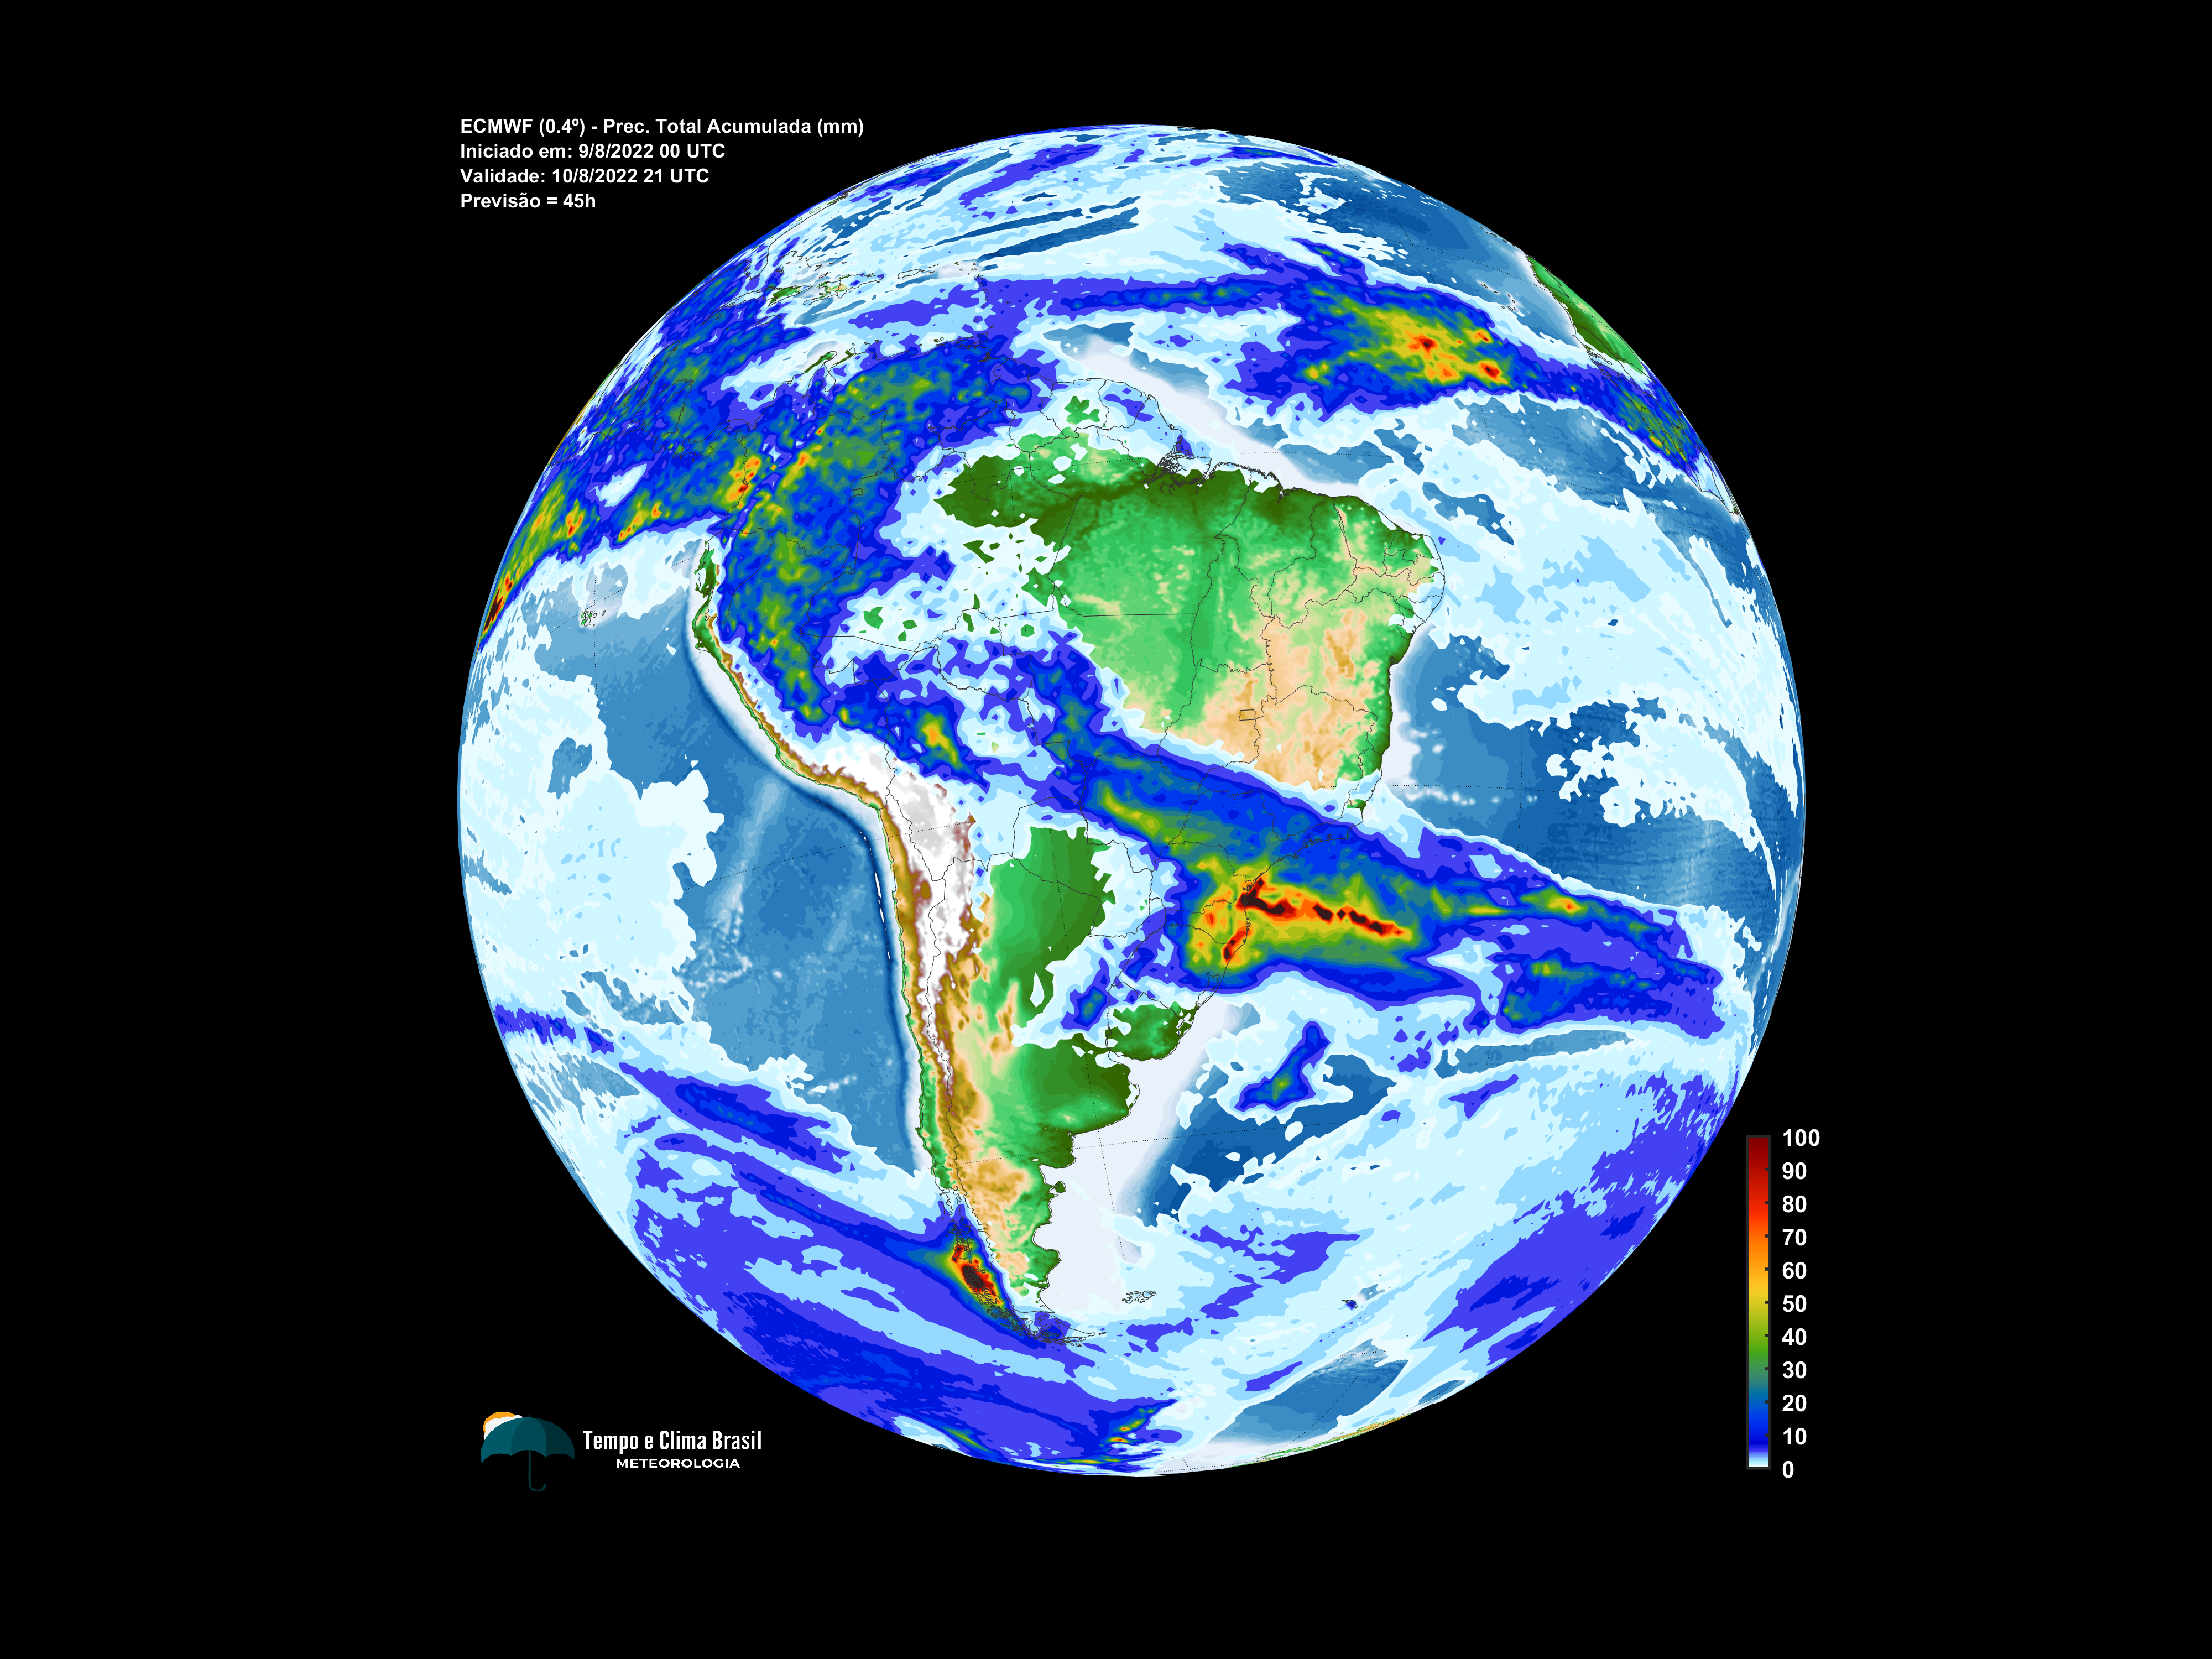 ECMWF (0.4º) - Prec. Total Acumulada (mm)
Iniciado em: 9/8/2022 00 UTC
Validade: 10/8/2022 21 UTC
Previsão = 45h
100
90
80
70
60
50
40
30
20
10
0
Tempo e Clima Brasil
METEOROLOGIA